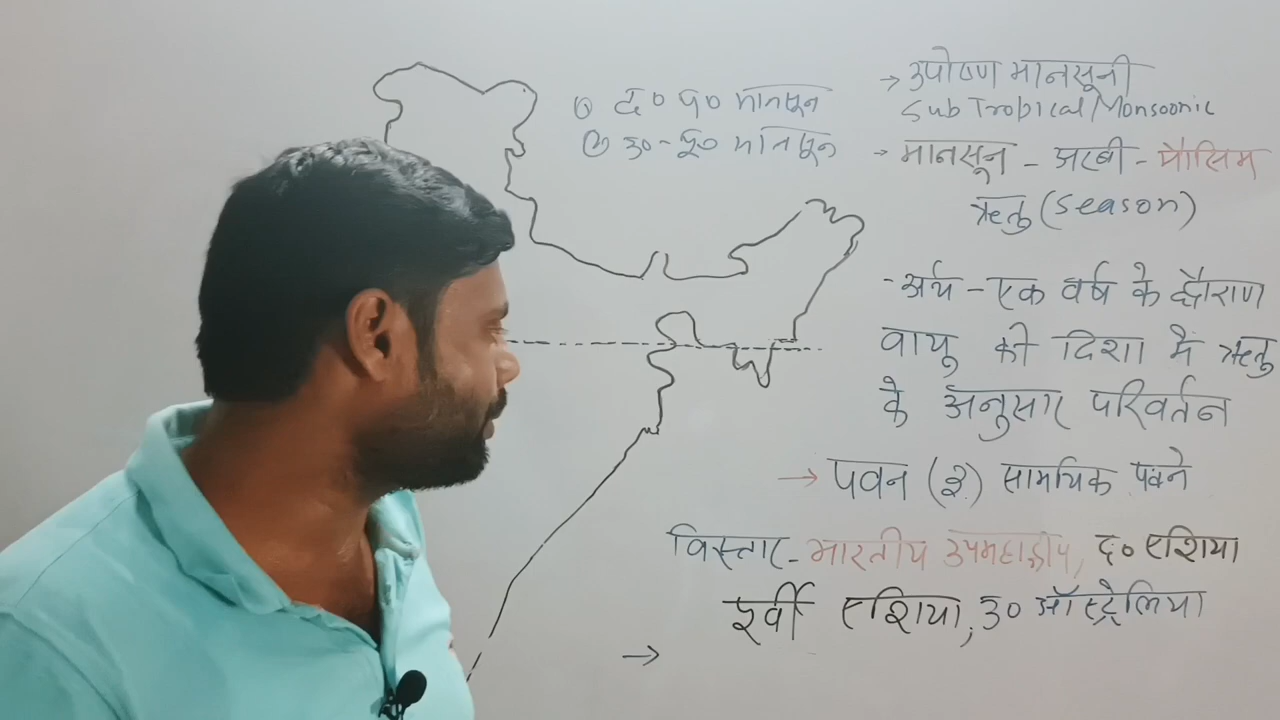 ① द० प० मानसून
② उ०-पू० मानसून
→ उपोष्ण मानसूनी
Sub Tropical/Monsoonic
→ मानसून - अरबी - मौसिम
ऋतु (Season)
- अर्थ - एक वर्ष के दौराण
वायु की दिशा में ऋतु
के अनुसार परिवर्तन
→ पवन (2.) सामयिक पवने
विस्तार - भारतीय उपमहाद्वीप, द० एशिया
पूर्वी एशिया, उ० ऑस्ट्रेलिया
→